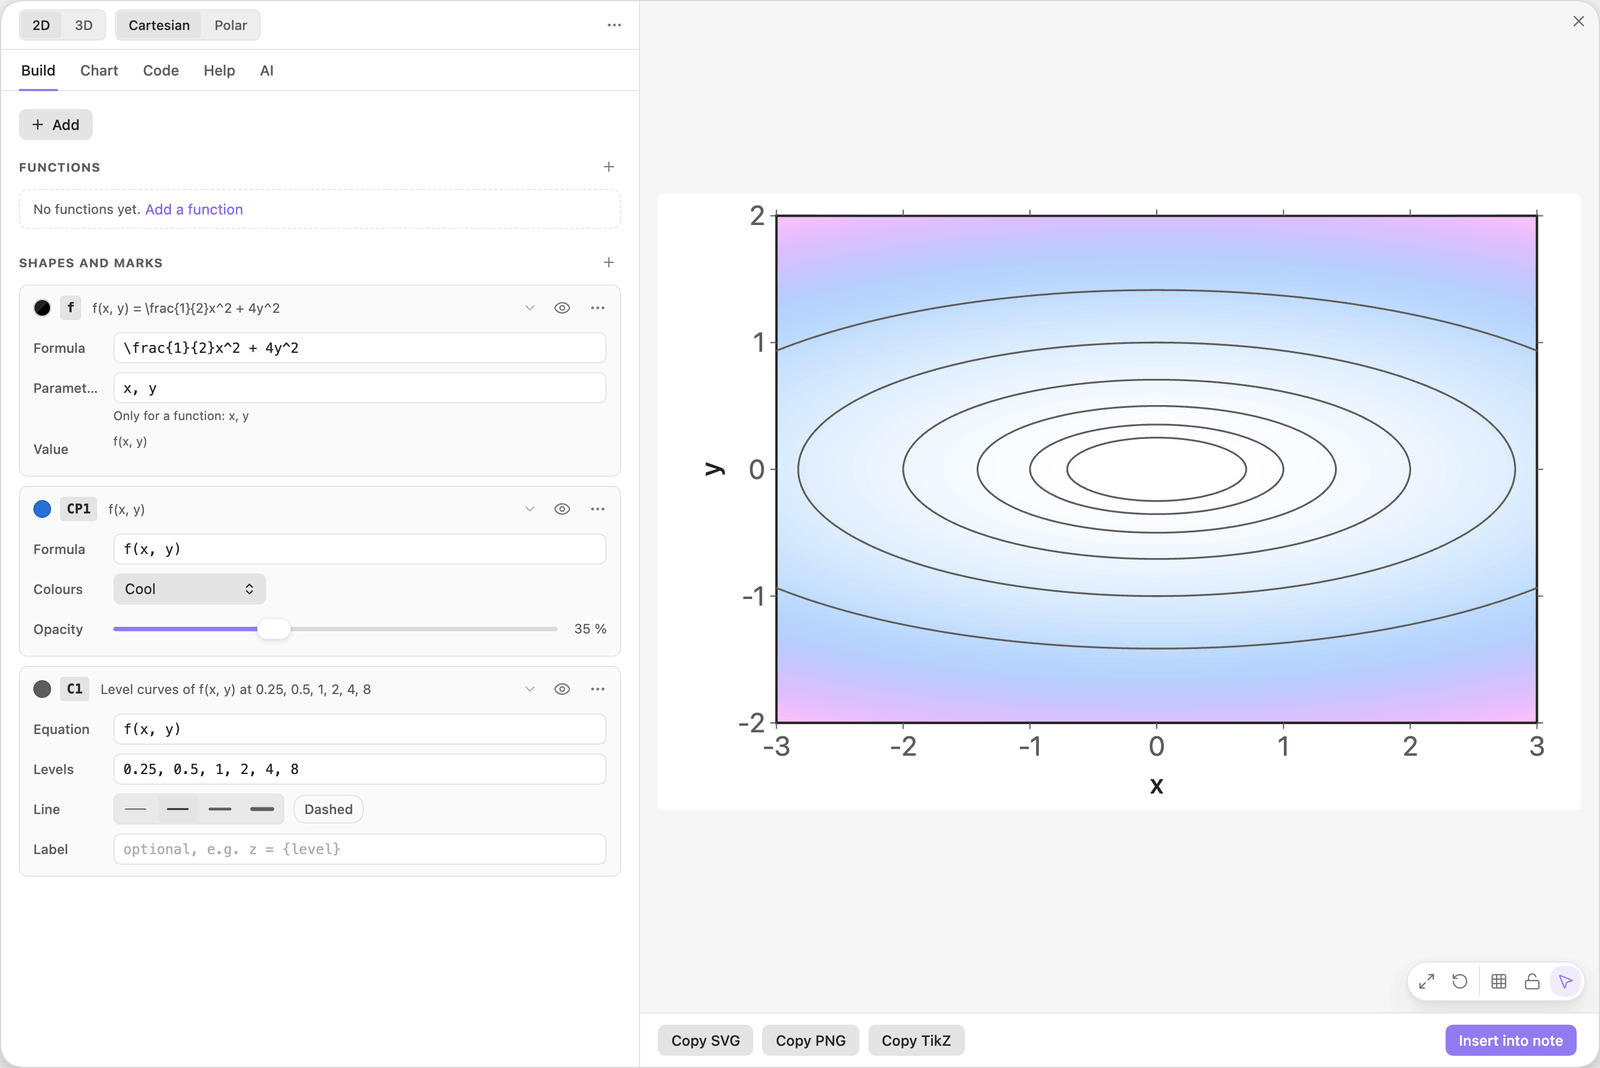 2D 3D Cartesian Polar
Build Chart Code Help AI
+ Add
FUNCTIONS
No functions yet. Add a function
SHAPES AND MARKS
f f(x, y) = \frac{1}{2}x^2 + 4y^2
Formula \frac{1}{2}x^2 + 4y^2
Paramet... x, y
Only for a function: x, y
Value f(x, y)
CP1 f(x, y)
Formula f(x, y)
Colours Cool
Opacity 35 %
C1 Level curves of f(x, y) at 0.25, 0.5, 1, 2, 4, 8
Equation f(x, y)
Levels 0.25, 0.5, 1, 2, 4, 8
Line Dashed
Label optional, e.g. z = {level}
2
1
y 0
-1
-2
-3 -2 -1 0 1 2 3
x
Copy SVG Copy PNG Copy TikZ Insert into note